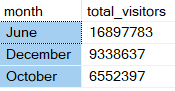 month total_visitors
June 16897783
December 9338637
October 6552397